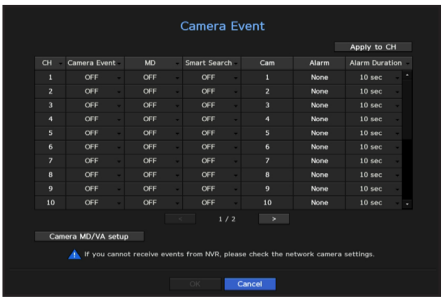 Camera Event
Apply to CH
CH Camera Event MD Smart Search Cam Alarm Alarm Duration
1 OFF OFF OFF 1 None 10 sec
2 OFF OFF OFF 2 None 10 sec
3 OFF OFF OFF 3 None 10 sec
4 OFF OFF OFF 4 None 10 sec
5 OFF OFF OFF 5 None 10 sec
6 OFF OFF OFF 6 None 10 sec
7 OFF OFF OFF 7 None 10 sec
8 OFF OFF OFF 8 None 10 sec
9 OFF OFF OFF 9 None 10 sec
10 OFF OFF OFF 10 None 10 sec
< 1 / 2 >
Camera MD/VA setup
If you cannot receive events from NVR, please check the network camera settings.
OK Cancel